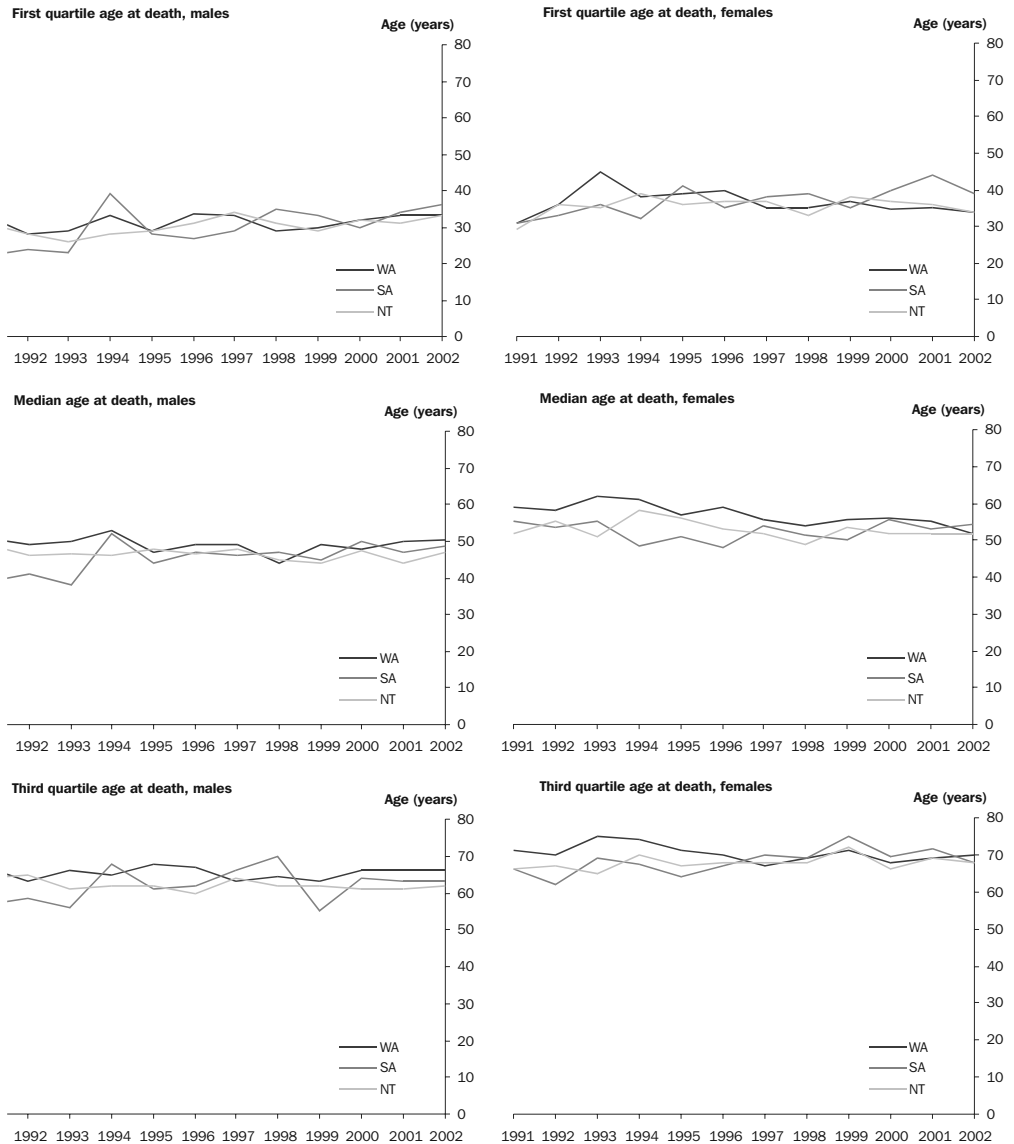 First quartile age at death, males
Age (years)
80
70
60
50
40
30
20
10
0
WA
SA
NT
1992 1993 1994 1995 1996 1997 1998 1999 2000 2001 2002
First quartile age at death, females
Age (years)
80
70
60
50
40
30
20
10
0
WA
SA
NT
1991 1992 1993 1994 1995 1996 1997 1998 1999 2000 2001 2002
Median age at death, males
Age (years)
80
70
60
50
40
30
20
10
0
WA
SA
NT
1992 1993 1994 1995 1996 1997 1998 1999 2000 2001 2002
Median age at death, females
Age (years)
80
70
60
50
40
30
20
10
0
WA
SA
NT
1991 1992 1993 1994 1995 1996 1997 1998 1999 2000 2001 2002
Third quartile age at death, males
Age (years)
80
70
60
50
40
30
20
10
0
WA
SA
NT
1992 1993 1994 1995 1996 1997 1998 1999 2000 2001 2002
Third quartile age at death, females
Age (years)
80
70
60
50
40
30
20
10
0
WA
SA
NT
1991 1992 1993 1994 1995 1996 1997 1998 1999 2000 2001 2002